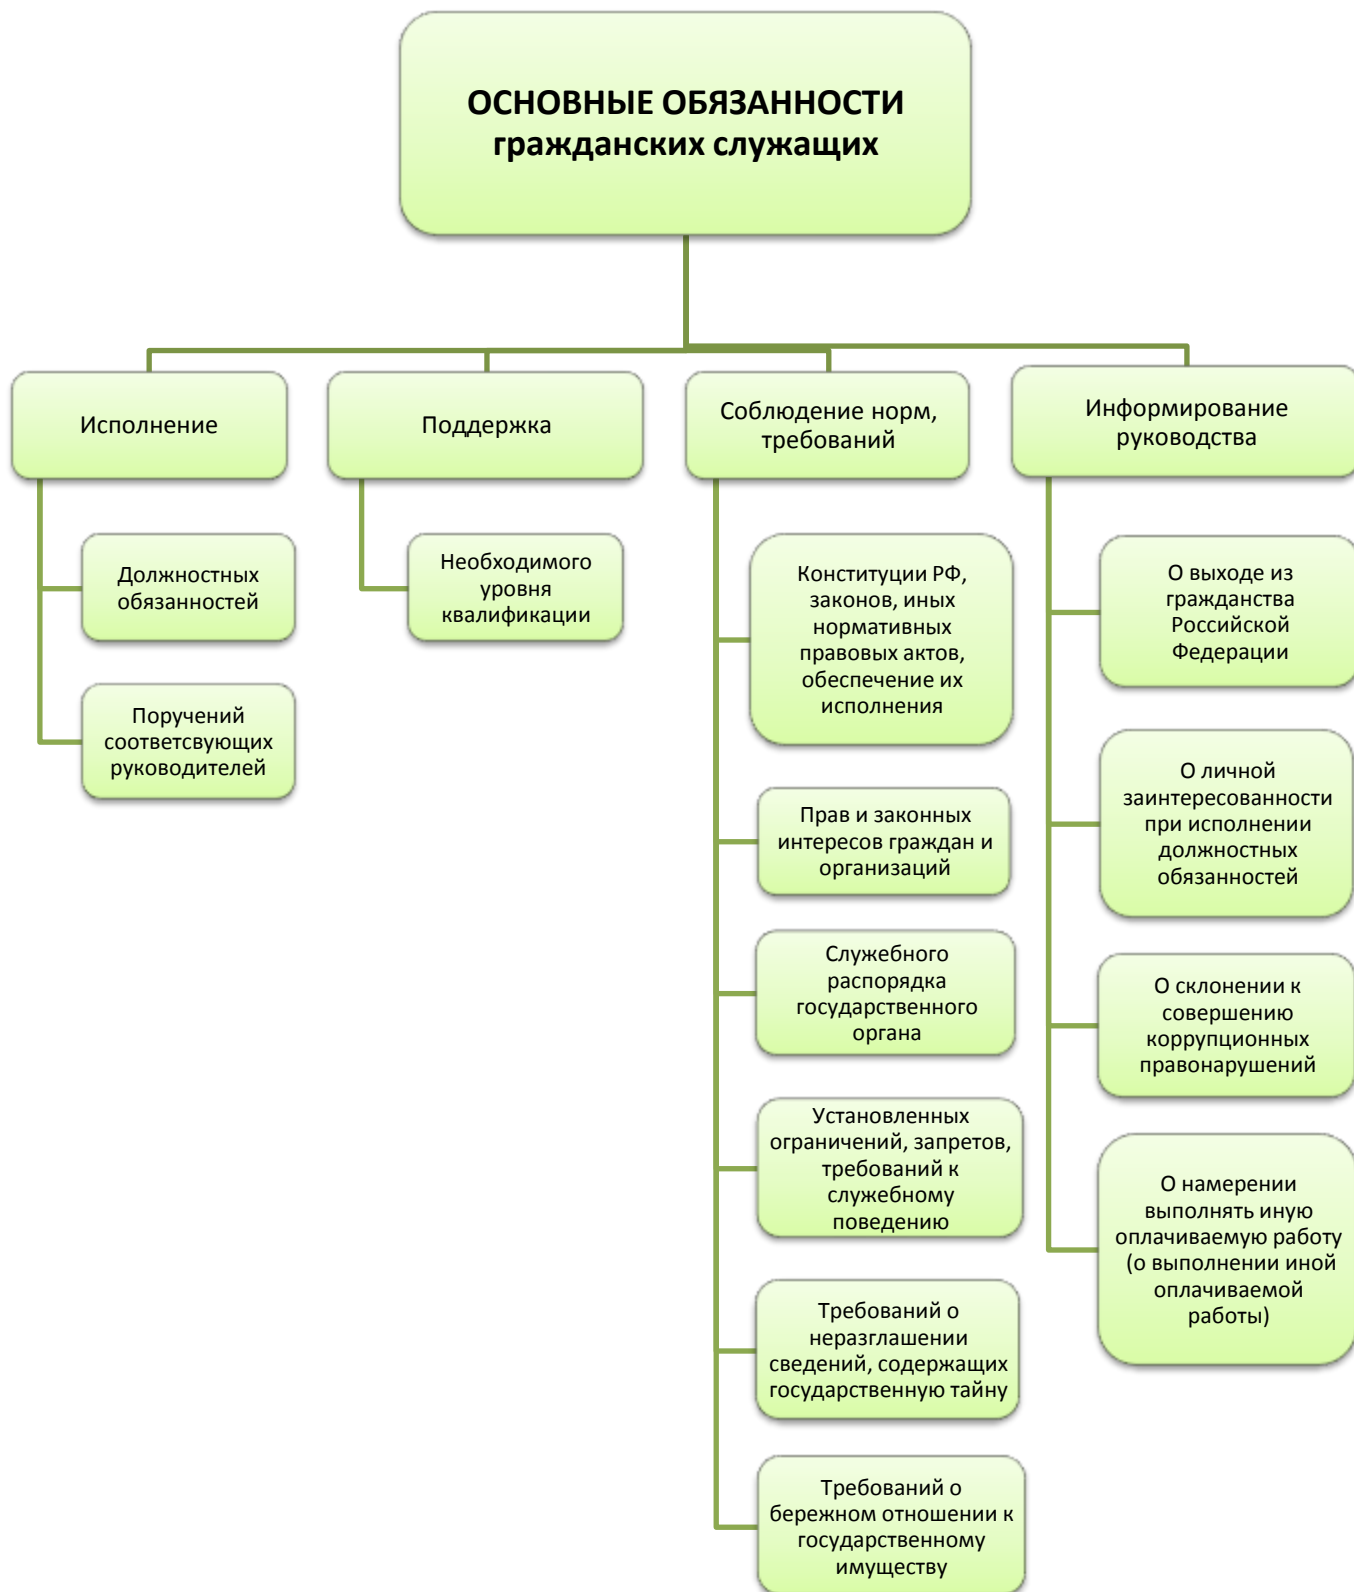 ОСНОВНЫЕ ОБЯЗАННОСТИ
гражданских служащих
Исполнение
Должностных
обязанностей
Поручений
соответсвующих
руководителей
Поддержка
Необходимого
уровня
квалификации
Соблюдение норм,
требований
Конституции РФ,
законов, иных
нормативных
правовых актов,
обеспечение их
исполнения
Прав и законных
интересов граждан и
организаций
Служебного
распорядка
государственного
органа
Установленных
ограничений, запретов,
требований к
служебному
поведению
Требований о
неразглашении
сведений, содержащих
государственную тайну
Требований о
бережном отношении к
государственному
имуществу
Информирование
руководства
О выходе из
гражданства
Российской
Федерации
О личной
заинтересованности
при исполнении
должностных
обязанностей
О склонении к
совершению
коррупционных
правонарушений
О намерении
выполнять иную
оплачиваемую работу
(о выполнении иной
оплачиваемой
работы)